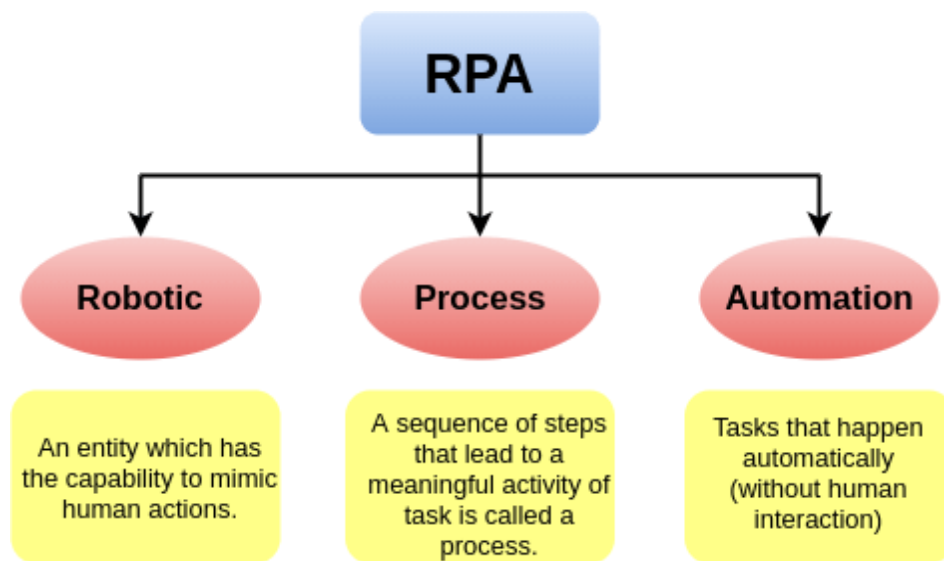 RPA
Robotic
Process
Automation
An entity which has
the capability to mimic
human actions.
A sequence of steps
that lead to a
meaningful activity of
task is called a
process.
Tasks that happen
automatically
(without human
interaction)